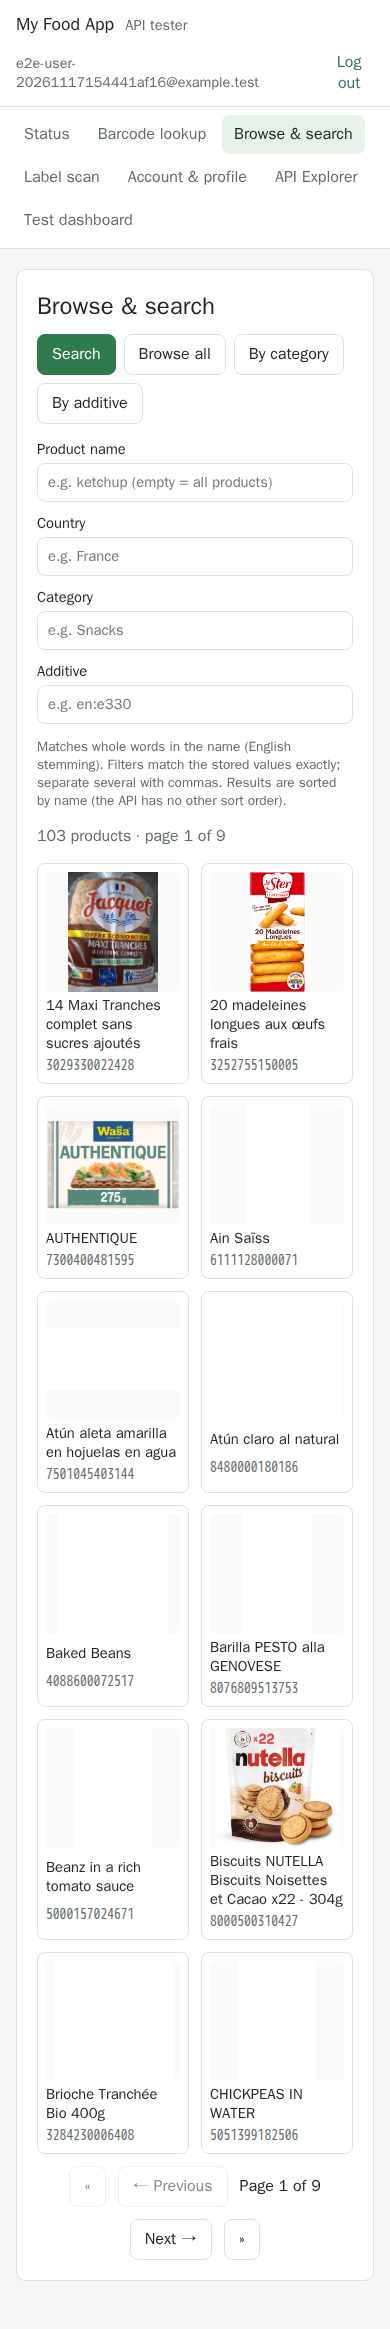 My Food App API tester
e2e-user-
20261117154441af16@example.test
Log
out
Status Barcode lookup Browse & search
Label scan Account & profile API Explorer
Test dashboard
Browse & search
Search Browse all By category
By additive
Product name
e.g. ketchup (empty = all products)
Country
e.g. France
Category
e.g. Snacks
Additive
e.g. en:e330
Matches whole words in the name (English
stemming). Filters match the stored values exactly;
separate several with commas. Results are sorted
by name (the API has no other sort order).
103 products · page 1 of 9
Jacquet
OFFRE ÉCONOMIQUE
MAXI TRANCHES
14 Maxi Tranches
complet sans
sucres ajoutés
3029330022428
Ster
20 Madeleines
Longues
20 madeleines
longues aux œufs
frais
3252755150005
Wasa
AUTHENTIQUE
275g
AUTHENTIQUE
7300400481595
Ain Saïss
6111128000071
Atún aleta amarilla
en hojuelas en agua
7501045403144
Atún claro al natural
8480000180186
Baked Beans
4088600072517
Barilla PESTO alla
GENOVESE
8076809513753
Beanz in a rich
tomato sauce
5000157024671
x22
nutella
biscuits
Biscuits NUTELLA
Biscuits Noisettes
et Cacao x22 - 304g
8000500310427
Brioche Tranchée
Bio 400g
3284230006408
CHICKPEAS IN
WATER
5051399182506
« ← Previous Page 1 of 9
Next → »